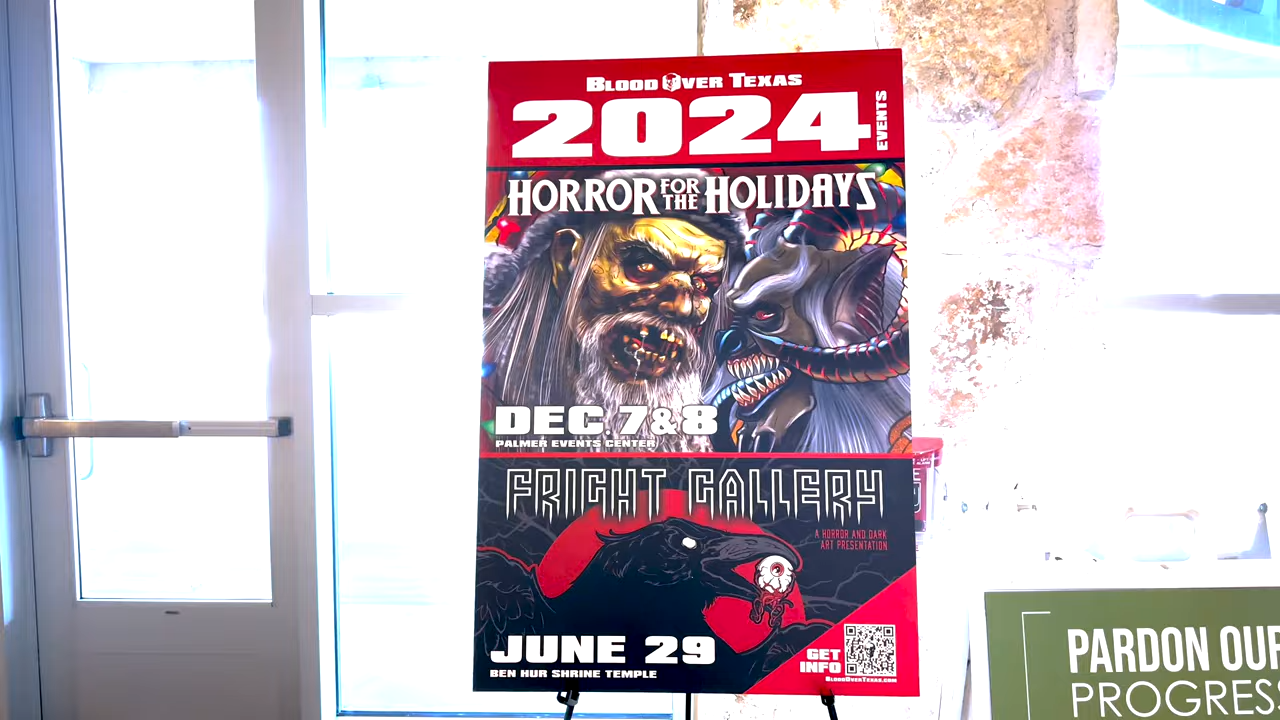 BLOOD OVER TEXAS
2024
EVENTS
HORROR FOR THE HOLIDAYS
DEC 7&8
PALMER EVENTS CENTER
FRIGHT GALLERY
A HORROR AND DARK
ART PRESENTATION
JUNE 29
BEN HUR SHRINE TEMPLE
GET
INFO
BLOODOVERTEXAS.COM
PARDON OUR
PROGRESS